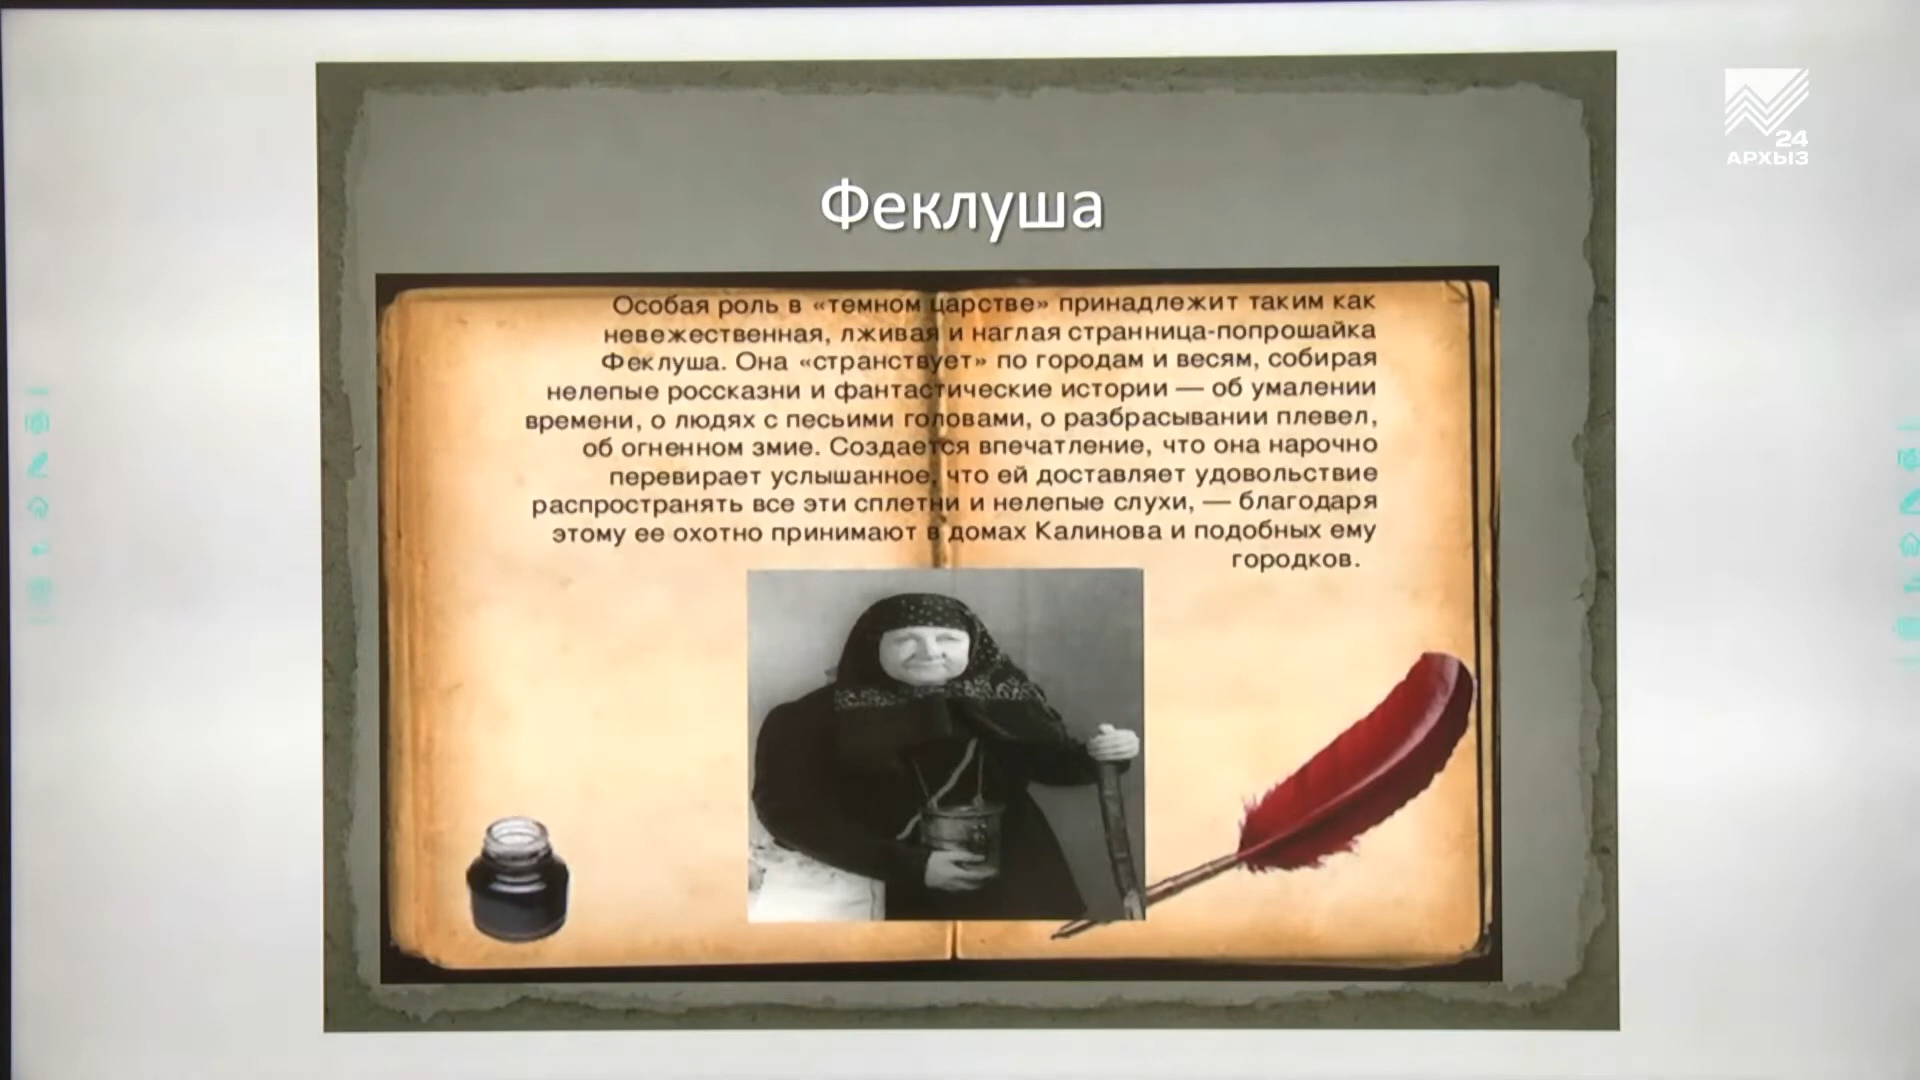 24
АРХЫЗ
Феклуша
Особая роль в «темном царстве» принадлежит таким как
невежественная, лживая и наглая странница-попрошайка
Феклуша. Она «странствует» по городам и весям, собирая
нелепые россказни и фантастические истории — об умалении
времени, о людях с песьими головами, о разбрасывании плевел,
об огненном змие. Создается впечатление, что она нарочно
перевирает услышанное, что ей доставляет удовольствие
распространять все эти сплетни и нелепые слухи, — благодаря
этому ее охотно принимают в домах Калинова и подобных ему
городков.